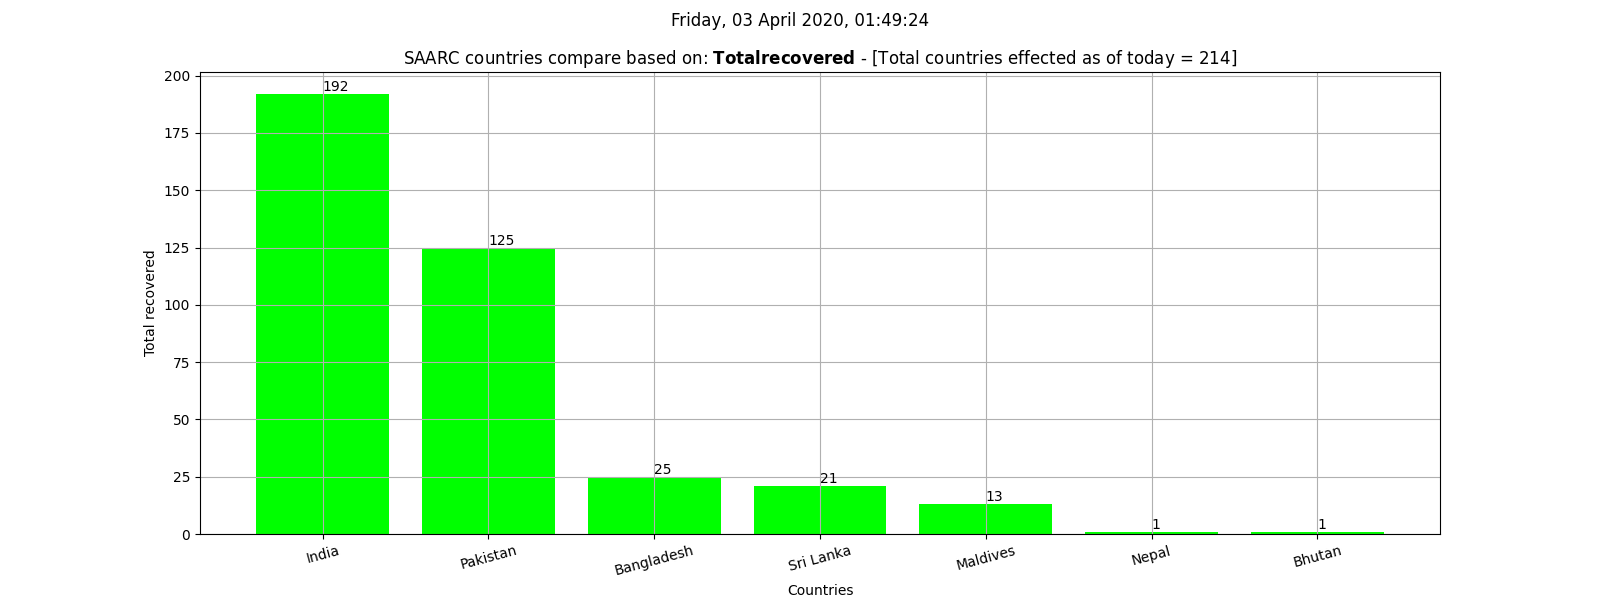 Friday, 03 April 2020, 01:49:24
SAARC countries compare based on: Totalrecovered - [Total countries effected as of today = 214]
200
175
150
125
100
75
50
25
0
Total recovered
192
125
25
21
13
1
1
India
Pakistan
Bangladesh
Sri Lanka
Maldives
Nepal
Bhutan
Countries